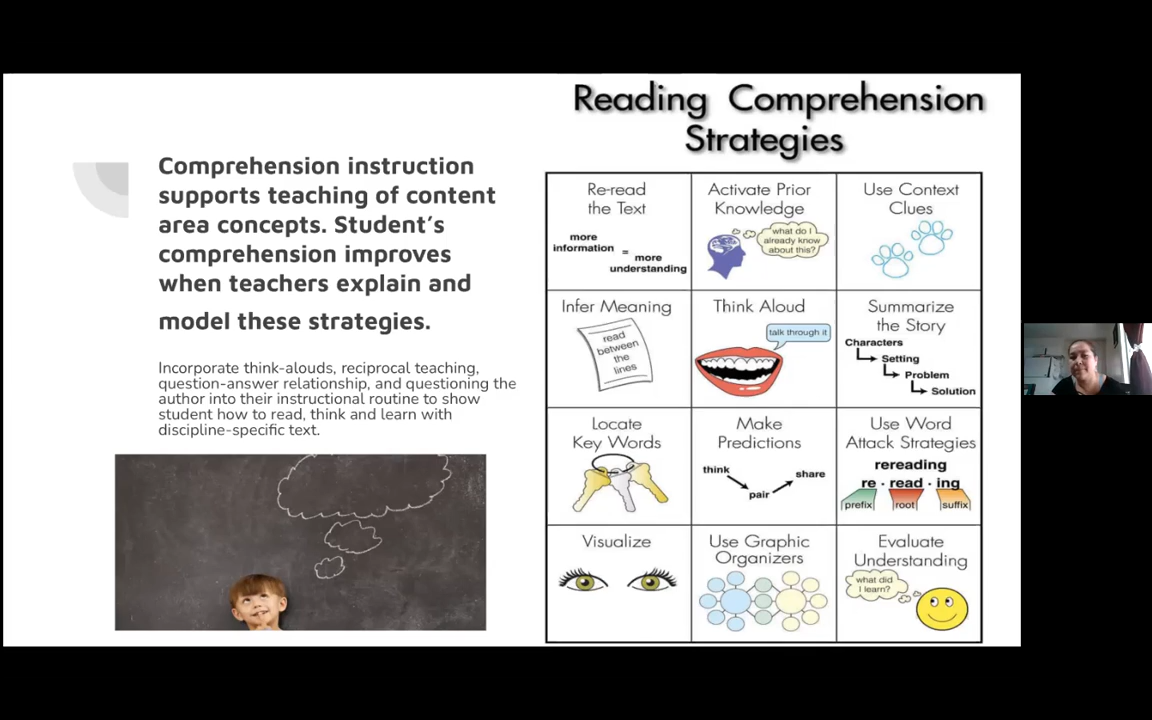 Comprehension instruction
supports teaching of content
area concepts. Student's
comprehension improves
when teachers explain and
model these strategies.
Incorporate think-alouds, reciprocal teaching,
question-answer relationship, and questioning the
author into their instructional routine to show
student how to read, think and learn with
discipline-specific text.
Reading Comprehension
Strategies
Re-read
the Text
more
information
=
more
understanding
Activate Prior
Knowledge
what do I
already know
about this?
Use Context
Clues
Infer Meaning
read
between
the
lines
Think Aloud
talk through it
Summarize
the Story
Characters
Setting
Problem
Solution
Locate
Key Words
Make
Predictions
think
pair
share
Use Word
Attack Strategies
rereading
re · read · ing
prefix root suffix
Visualize
Use Graphic
Organizers
Evaluate
Understanding
what did
I learn?